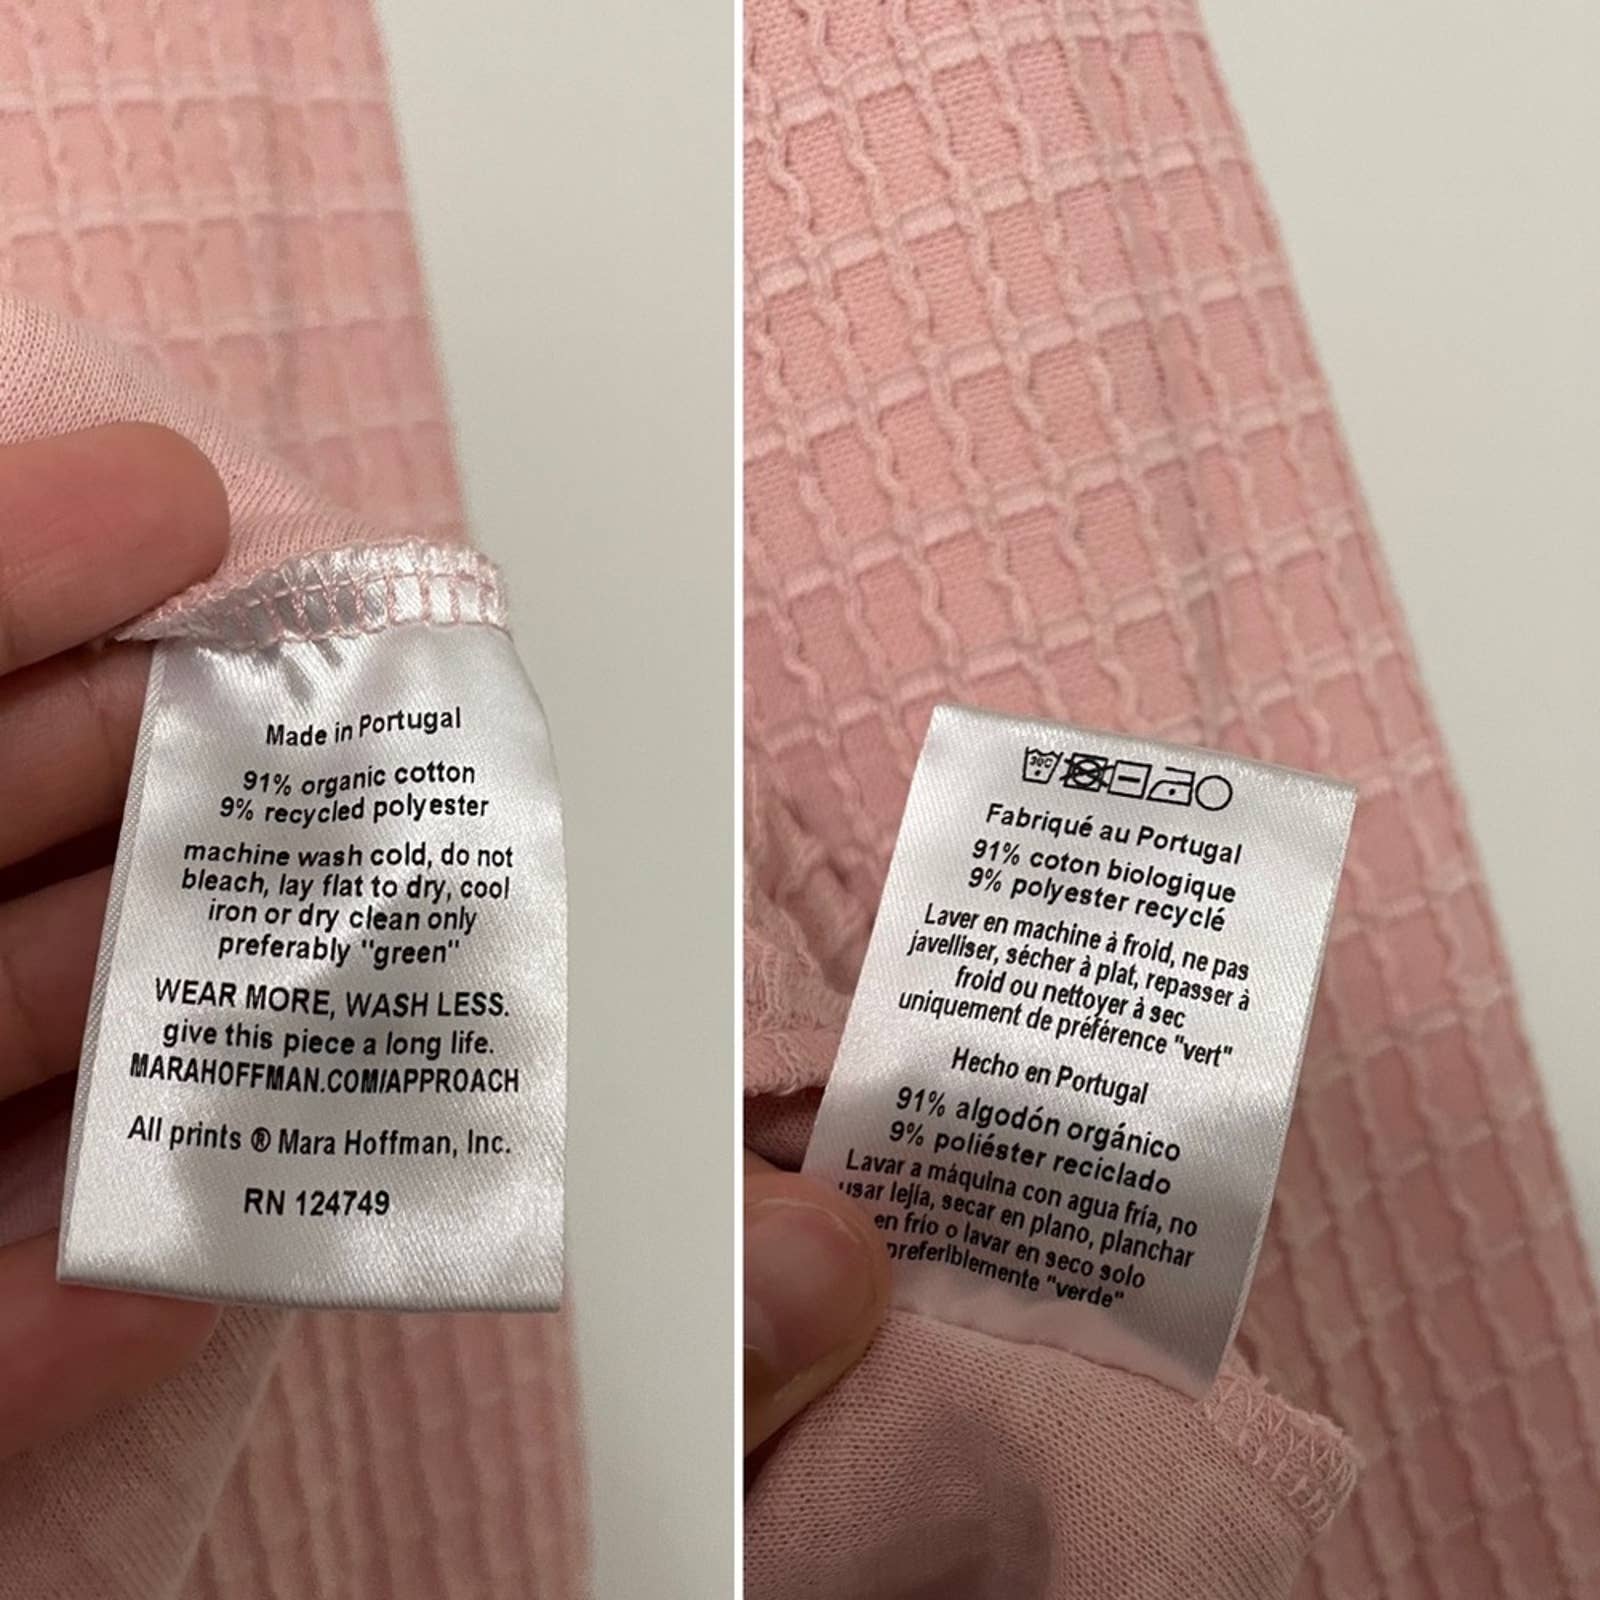 Made in Portugal
91% organic cotton
9% recycled polyester
machine wash cold, do not
bleach, lay flat to dry, cool
iron or dry clean only
preferably "green"
WEAR MORE, WASH LESS.
give this piece a long life.
MARAHOFFMAN.COM/APPROACH
All prints ® Mara Hoffman, Inc.
RN 124749
30C
Fabriqué au Portugal
91% coton biologique
9% polyester recyclé
Laver en machine à froid, ne pas
javelliser, sécher à plat, repasser à
froid ou nettoyer à sec
uniquement de préférence "vert"
Hecho en Portugal
91% algodón orgánico
9% poliéster reciclado
Lavar a máquina con agua fría, no
usar lejía, secar en plano, planchar
en frío o lavar en seco solo
preferiblemente "verde"